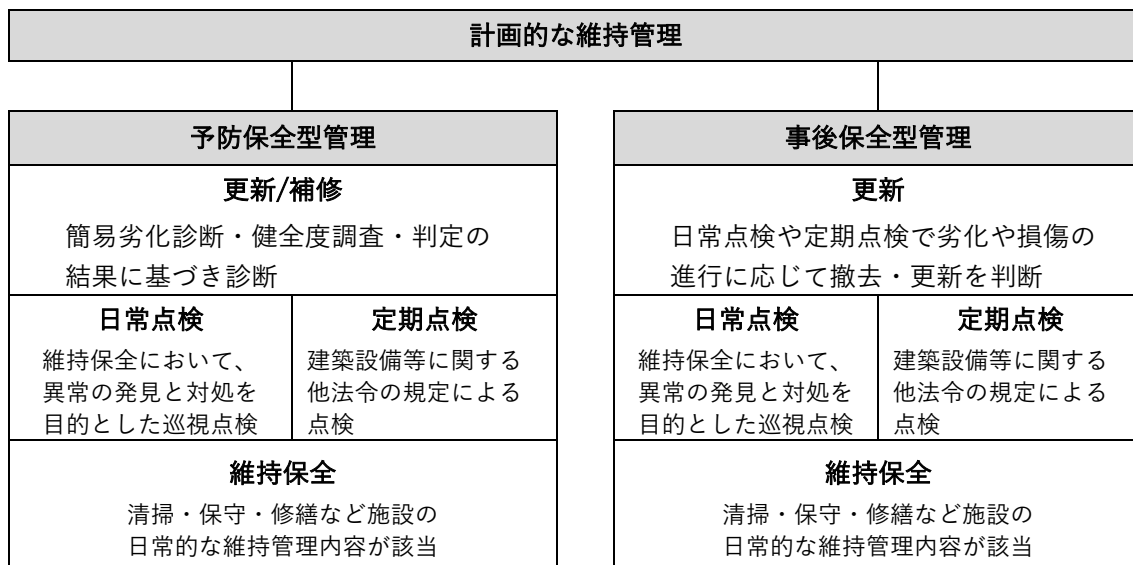 計画的な維持管理
予防保全型管理
更新/補修
簡易劣化診断・健全度調査・判定の
結果に基づき診断
日常点検
維持保全において、
異常の発見と対処を
目的とした巡視点検
定期点検
建築設備等に関する
他法令の規定による
点検
維持保全
清掃・保守・修繕など施設の
日常的な維持管理内容が該当
事後保全型管理
更新
日常点検や定期点検で劣化や損傷の
進行に応じて撤去・更新を判断
日常点検
維持保全において、
異常の発見と対処を
目的とした巡視点検
定期点検
建築設備等に関する
他法令の規定による
点検
維持保全
清掃・保守・修繕など施設の
日常的な維持管理内容が該当